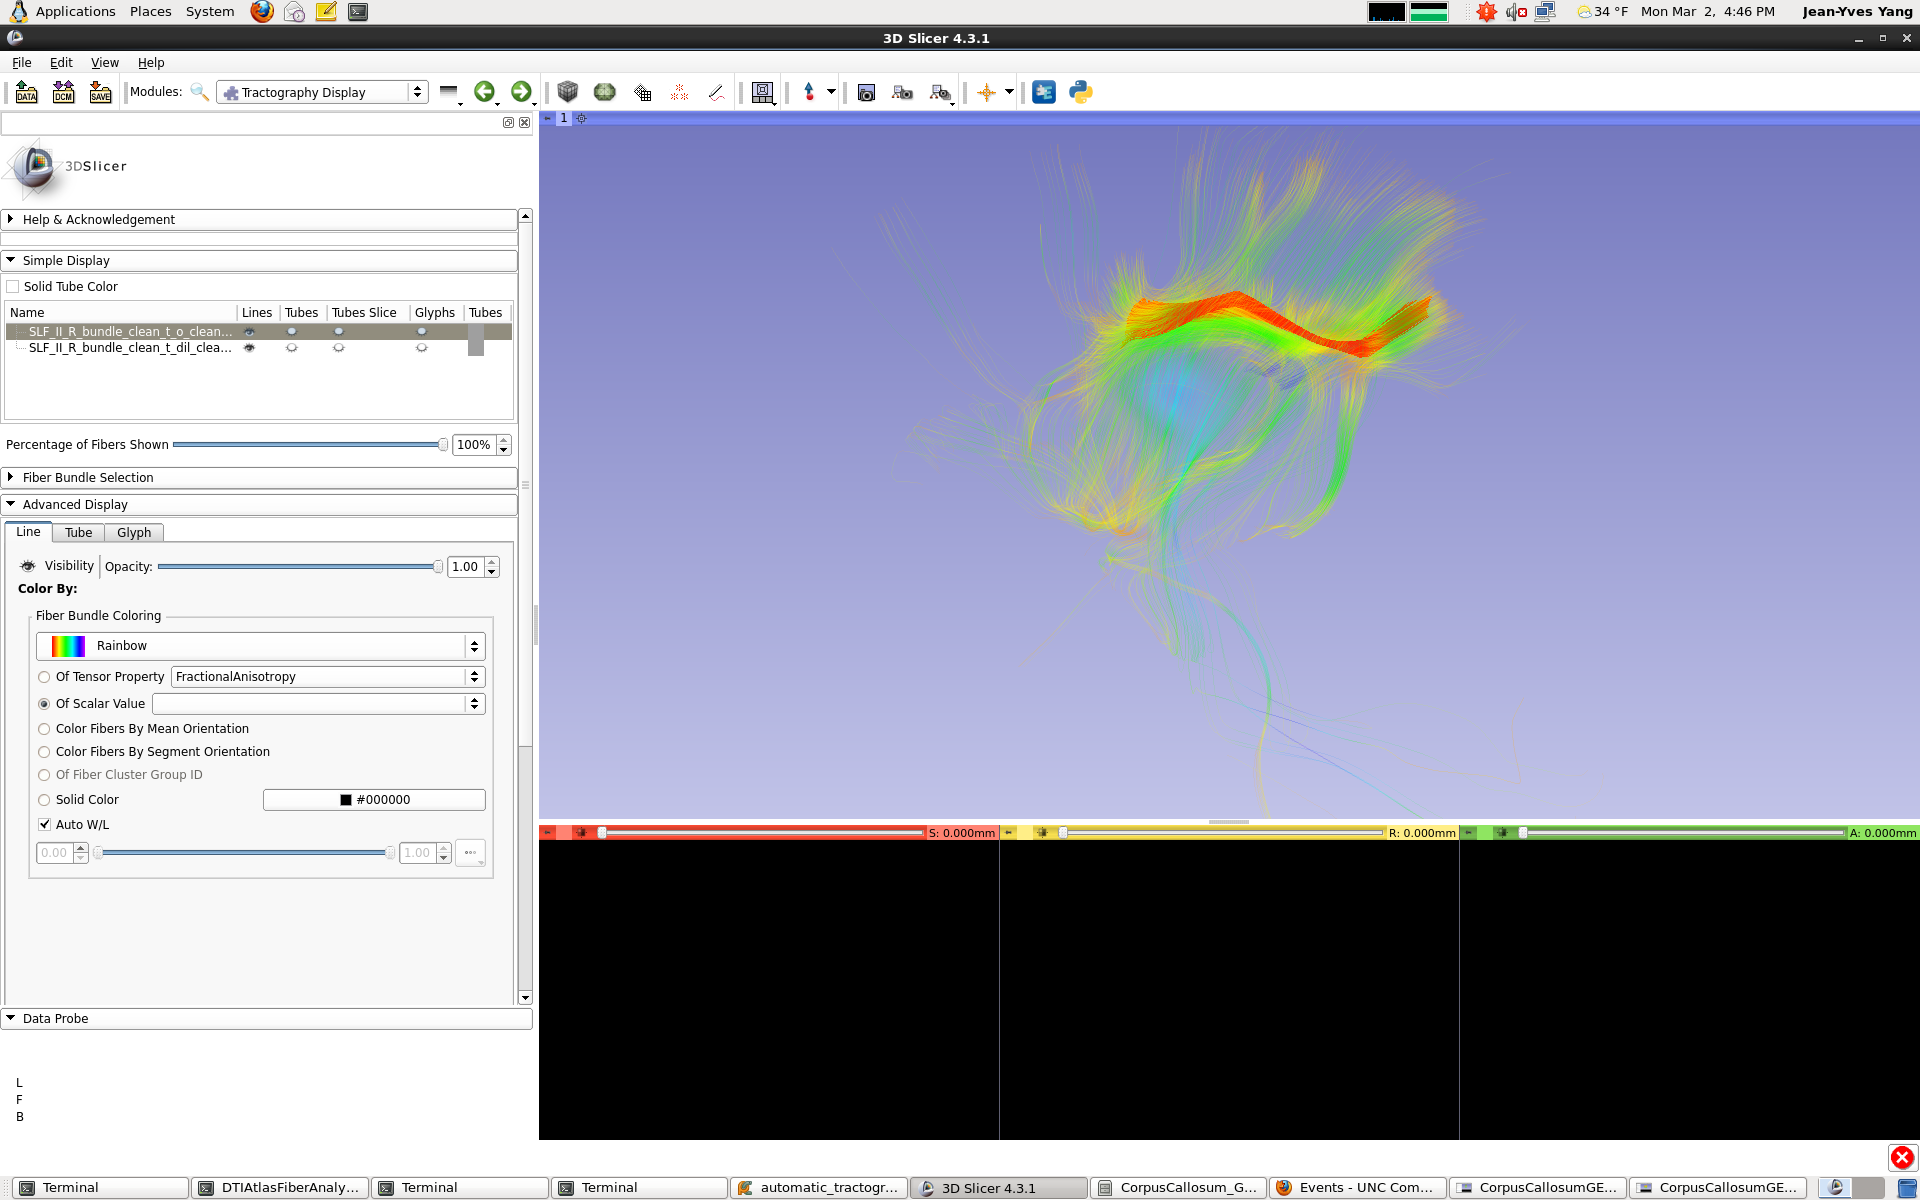 Applications Places System
34 °F Mon Mar 2, 4:46 PM Jean-Yves Yang
3D Slicer 4.3.1
File Edit View Help
DATA DCM SAVE Modules: Tractography Display
1
3DSlicer
Help & Acknowledgement
Simple Display
Solid Tube Color
Name Lines Tubes Tubes Slice Glyphs Tubes
SLF_II_R_bundle_clean_t_o_clean...
SLF_II_R_bundle_clean_t_dil_clea...
Percentage of Fibers Shown 100%
Fiber Bundle Selection
Advanced Display
Line Tube Glyph
Visibility Opacity: 1.00
Color By:
Fiber Bundle Coloring
Rainbow
Of Tensor Property FractionalAnisotropy
Of Scalar Value
Color Fibers By Mean Orientation
Color Fibers By Segment Orientation
Of Fiber Cluster Group ID
Solid Color #000000
Auto W/L
0.00 1.00 ...
S: 0.000mm R: 0.000mm A: 0.000mm
Data Probe
L
F
B
Terminal DTIAtlasFiberAnaly... Terminal Terminal automatic_tractogr... 3D Slicer 4.3.1 CorpusCallosum_G... Events - UNC Com... CorpusCallosumGE... CorpusCallosumGE...